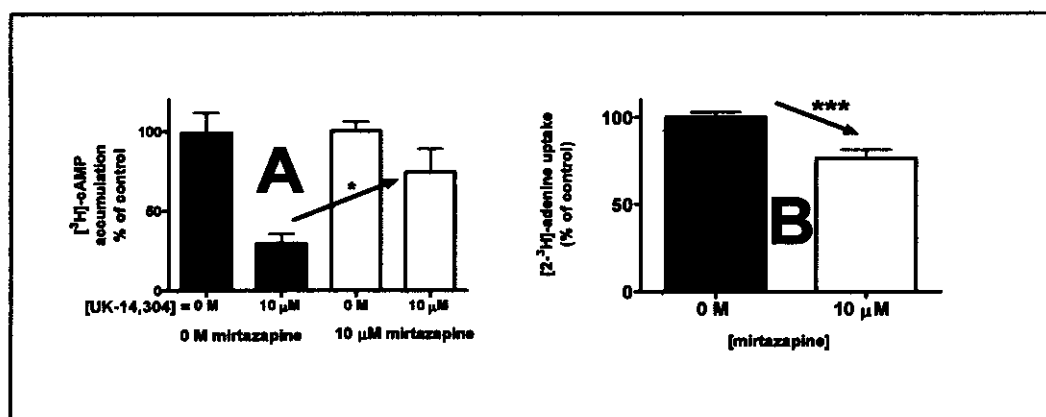 [³H]-cAMP
accumulation
% of control
100
50
0
A
*
[UK-14,304] = 0 M 10 µM 0 M 10 µM
0 M mirtazapine 10 µM mirtazapine
[2-³H]-adenine uptake
(% of control)
100
50
0
***
B
0 M 10 µM
[mirtazapine]